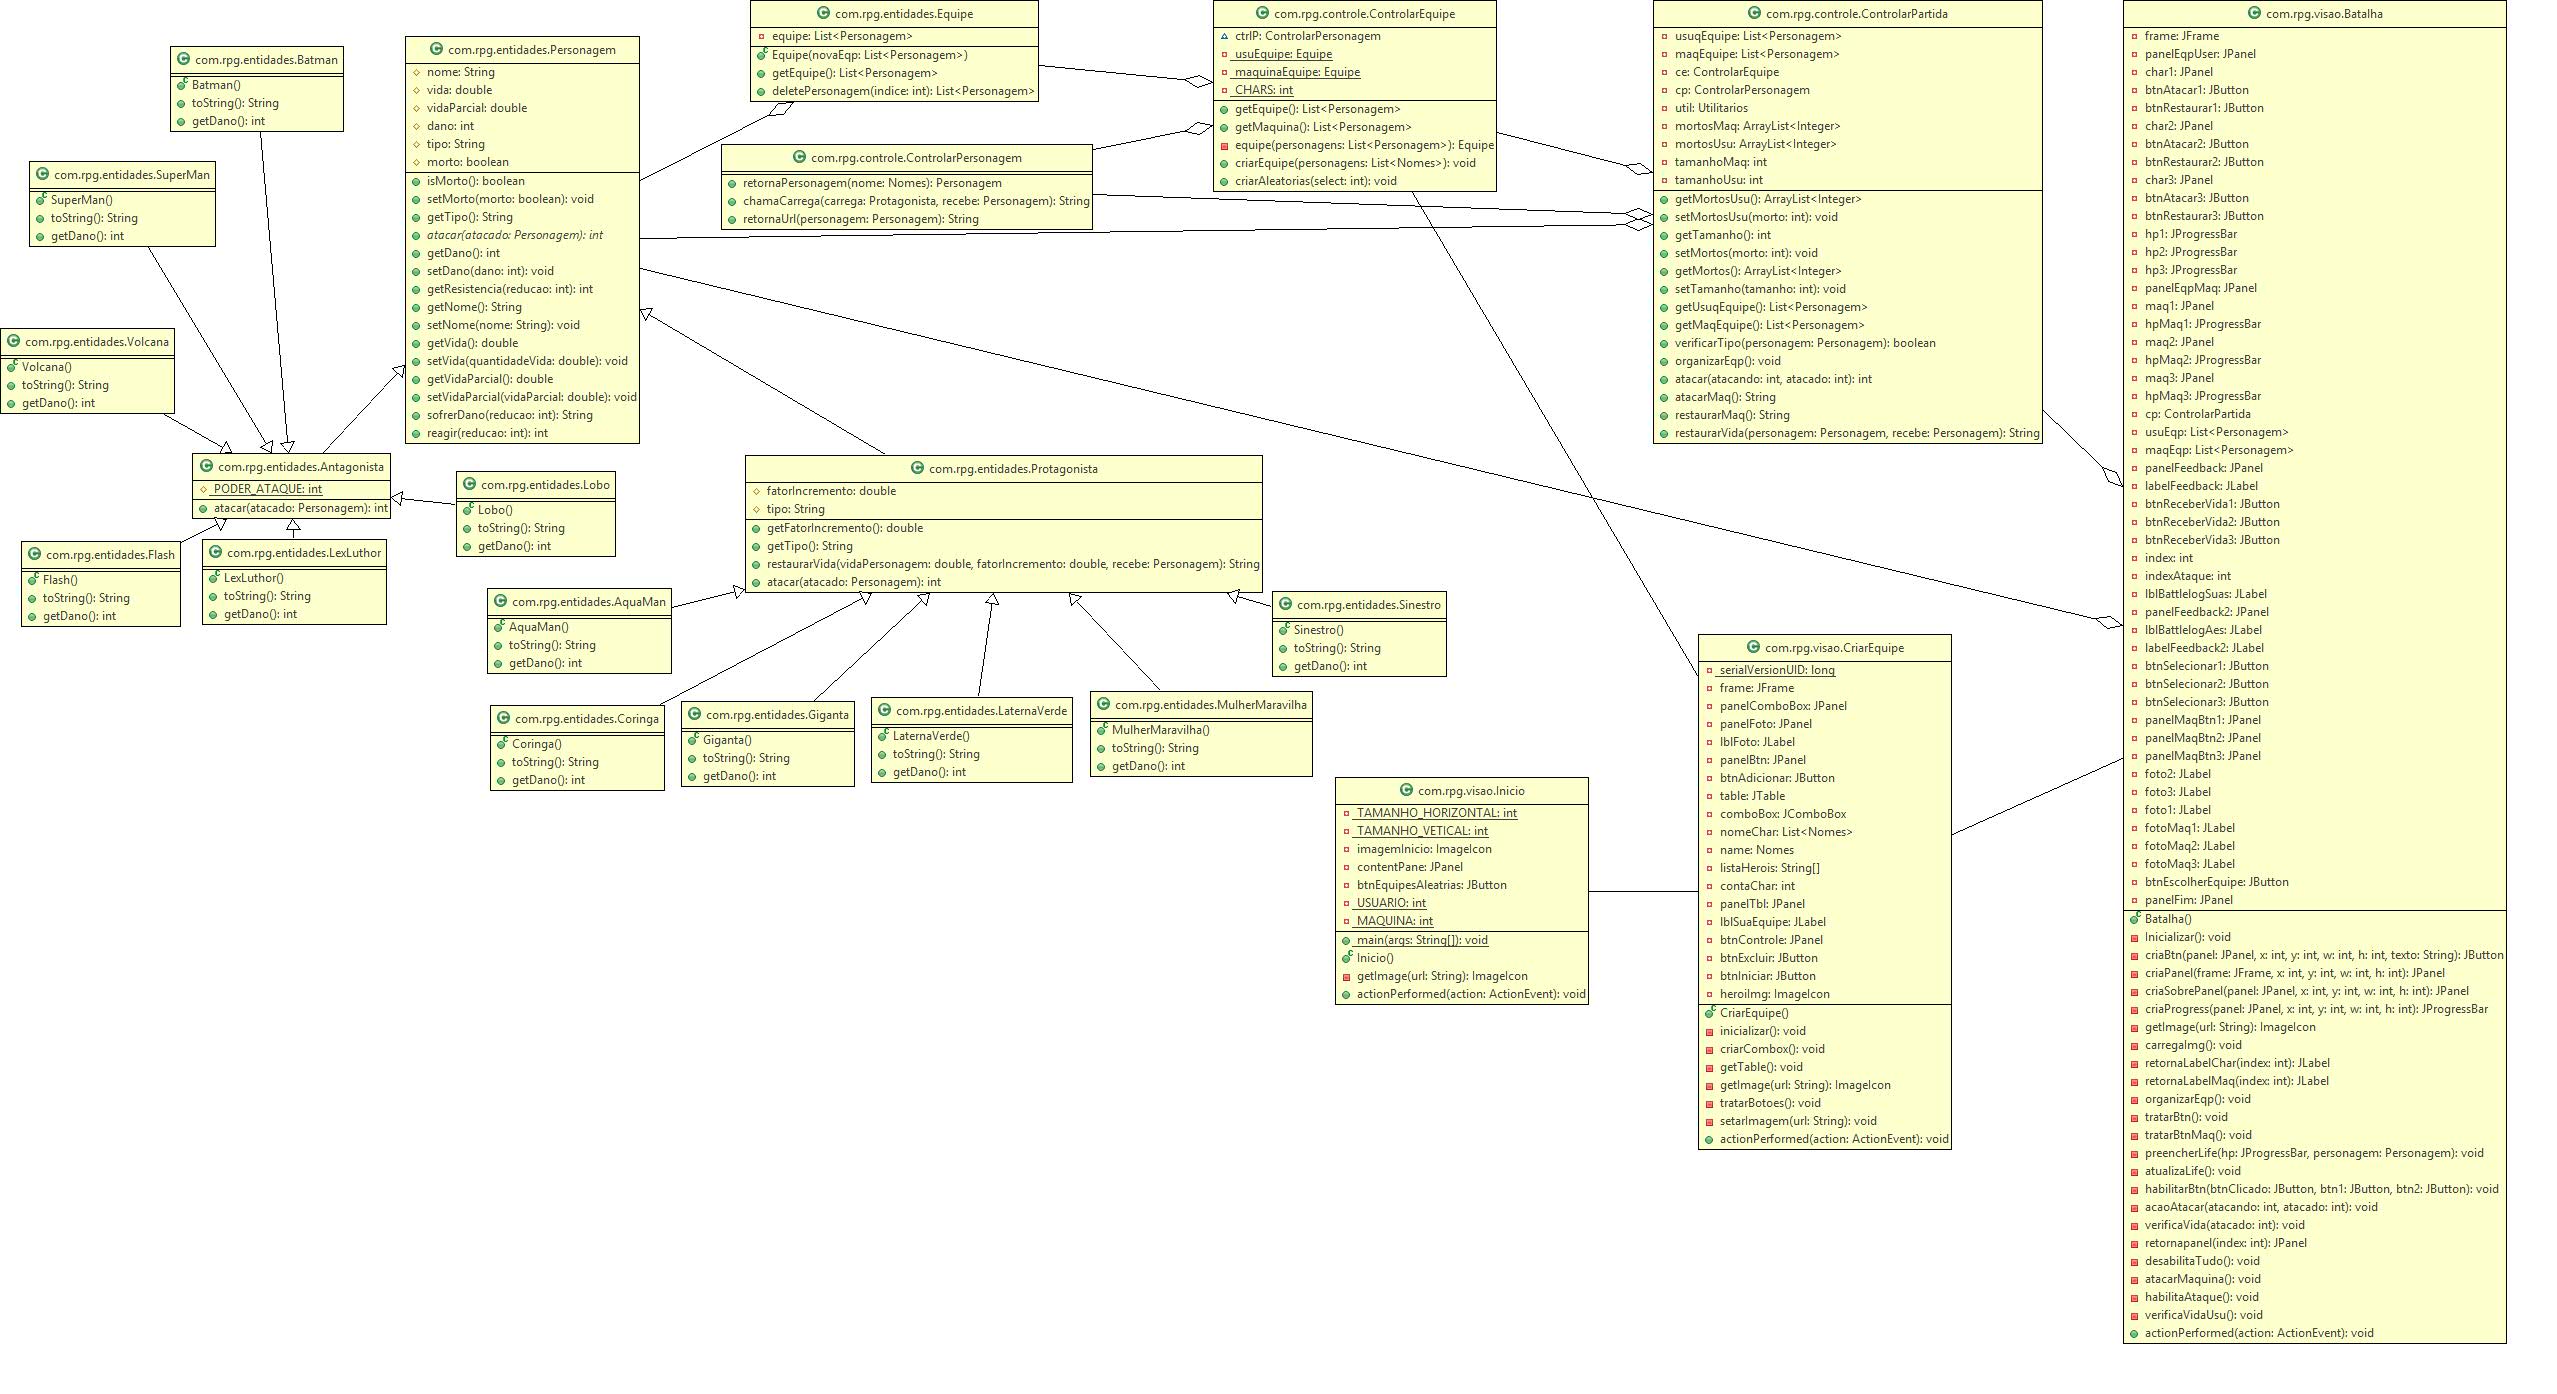 com.rpg.entidades.Batman
Batman()
toString(): String
getDano(): int
com.rpg.entidades.SuperMan
SuperMan()
toString(): String
getDano(): int
com.rpg.entidades.Volcana
Volcana()
toString(): String
getDano(): int
com.rpg.entidades.Antagonista
PODER_ATAQUE: int
atacar(atacado: Personagem): int
com.rpg.entidades.Flash
Flash()
toString(): String
getDano(): int
com.rpg.entidades.LexLuthor
LexLuthor()
toString(): String
getDano(): int
com.rpg.entidades.Lobo
Lobo()
toString(): String
getDano(): int
com.rpg.entidades.Personagem
nome: String
vida: double
vidaParcial: double
dano: int
tipo: String
morto: boolean
isMorto(): boolean
setMorto(morto: boolean): void
getTipo(): String
atacar(atacado: Personagem): int
getDano(): int
setDano(dano: int): void
getResistencia(reducao: int): int
getNome(): String
setNome(nome: String): void
getVida(): double
setVida(quantidadeVida: double): void
getVidaParcial(): double
setVidaParcial(vidaParcial: double): void
sofrerDano(reducao: int): String
reagir(reducao: int): int
com.rpg.entidades.Equipe
equipe: List<Personagem>
Equipe(novaEqp: List<Personagem>)
getEquipe(): List<Personagem>
deletePersonagem(indice: int): List<Personagem>
com.rpg.controle.ControlarPersonagem
retornaPersonagem(nome: Nomes): Personagem
chamaCarrega(carrega: Protagonista, recebe: Personagem): String
retornaUrl(personagem: Personagem): String
com.rpg.controle.ControlarEquipe
ctrlP: ControlarPersonagem
usuEquipe: Equipe
maquinaEquipe: Equipe
CHARS: int
getEquipe(): List<Personagem>
getMaquina(): List<Personagem>
equipe(personagens: List<Personagem>): Equipe
criarEquipe(personagens: List<Nomes>): void
criarAleatorias(select: int): void
com.rpg.controle.ControlarPartida
usuqEquipe: List<Personagem>
maqEquipe: List<Personagem>
ce: ControlarEquipe
cp: ControlarPersonagem
util: Utilitarios
mortosMaq: ArrayList<Integer>
mortosUsu: ArrayList<Integer>
tamanhoMaq: int
tamanhoUsu: int
getMortosUsu(): ArrayList<Integer>
setMortosUsu(morto: int): void
getTamanho(): int
setMortos(morto: int): void
getMortos(): ArrayList<Integer>
setTamanho(tamanho: int): void
getUsuqEquipe(): List<Personagem>
getMaqEquipe(): List<Personagem>
verificarTipo(personagem: Personagem): boolean
organizarEqp(): void
atacar(atacando: int, atacado: int): int
atacarMaq(): String
restaurarMaq(): String
restaurarVida(personagem: Personagem, recebe: Personagem): String
com.rpg.entidades.Protagonista
fatorIncremento: double
tipo: String
getFatorIncremento(): double
getTipo(): String
restaurarVida(vidaPersonagem: double, fatorIncremento: double, recebe: Personagem): String
atacar(atacado: Personagem): int
com.rpg.entidades.AquaMan
AquaMan()
toString(): String
getDano(): int
com.rpg.entidades.Coringa
Coringa()
toString(): String
getDano(): int
com.rpg.entidades.Giganta
Giganta()
toString(): String
getDano(): int
com.rpg.entidades.LaternaVerde
LaternaVerde()
toString(): String
getDano(): int
com.rpg.entidades.MulherMaravilha
MulherMaravilha()
toString(): String
getDano(): int
com.rpg.entidades.Sinestro
Sinestro()
toString(): String
getDano(): int
com.rpg.visao.Inicio
TAMANHO_HORIZONTAL: int
TAMANHO_VETICAL: int
imagemInicio: ImageIcon
contentPane: JPanel
btnEquipesAleatrias: JButton
USUARIO: int
MAQUINA: int
main(args: String[]): void
Inicio()
getImage(url: String): ImageIcon
actionPerformed(action: ActionEvent): void
com.rpg.visao.CriarEquipe
serialVersionUID: long
frame: JFrame
panelComboBox: JPanel
panelFoto: JPanel
lblFoto: JLabel
panelBtn: JPanel
btnAdicionar: JButton
table: JTable
comboBox: JComboBox
nomeChar: List<Nomes>
name: Nomes
listaHerois: String[]
contaChar: int
panelTbl: JPanel
lblSuaEquipe: JLabel
btnControle: JPanel
btnExcluir: JButton
btnIniciar: JButton
heroiImg: ImageIcon
CriarEquipe()
inicializar(): void
criarCombox(): void
getTable(): void
getImage(url: String): ImageIcon
tratarBotoes(): void
setarImagem(url: String): void
actionPerformed(action: ActionEvent): void
com.rpg.visao.Batalha
frame: JFrame
panelEqpUser: JPanel
char1: JPanel
btnAtacar1: JButton
btnRestaurar1: JButton
char2: JPanel
btnAtacar2: JButton
btnRestaurar2: JButton
char3: JPanel
btnAtacar3: JButton
btnRestaurar3: JButton
hp1: JProgressBar
hp2: JProgressBar
hp3: JProgressBar
panelEqpMaq: JPanel
maq1: JPanel
hpMaq1: JProgressBar
maq2: JPanel
hpMaq2: JProgressBar
maq3: JPanel
hpMaq3: JProgressBar
cp: ControlarPartida
usuEqp: List<Personagem>
maqEqp: List<Personagem>
panelFeedback: JPanel
labelFeedback: JLabel
btnReceberVida1: JButton
btnReceberVida2: JButton
btnReceberVida3: JButton
index: int
indexAtaque: int
lblBattlelogSuas: JLabel
panelFeedback2: JPanel
lblBattlelogAes: JLabel
labelFeedback2: JLabel
btnSelecionar1: JButton
btnSelecionar2: JButton
btnSelecionar3: JButton
panelMaqBtn1: JPanel
panelMaqBtn2: JPanel
panelMaqBtn3: JPanel
foto2: JLabel
foto3: JLabel
foto1: JLabel
fotoMaq1: JLabel
fotoMaq2: JLabel
fotoMaq3: JLabel
btnEscolherEquipe: JButton
panelFim: JPanel
Batalha()
Inicializar(): void
criaBtn(panel: JPanel, x: int, y: int, w: int, h: int, texto: String): JButton
criaPanel(frame: JFrame, x: int, y: int, w: int, h: int): JPanel
criaSobrePanel(panel: JPanel, x: int, y: int, w: int, h: int): JPanel
criaProgress(panel: JPanel, x: int, y: int, w: int, h: int): JProgressBar
getImage(url: String): ImageIcon
carregaImg(): void
retornaLabelChar(index: int): JLabel
retornaLabelMaq(index: int): JLabel
organizarEqp(): void
tratarBtn(): void
tratarBtnMaq(): void
preencherLife(hp: JProgressBar, personagem: Personagem): void
atualizaLife(): void
habilitarBtn(btnClicado: JButton, btn1: JButton, btn2: JButton): void
acaoAtacar(atacando: int, atacado: int): void
verificaVida(atacado: int): void
retornapanel(index: int): JPanel
desabilitaTudo(): void
atacarMaquina(): void
habilitaAtaque(): void
verificaVidaUsu(): void
actionPerformed(action: ActionEvent): void